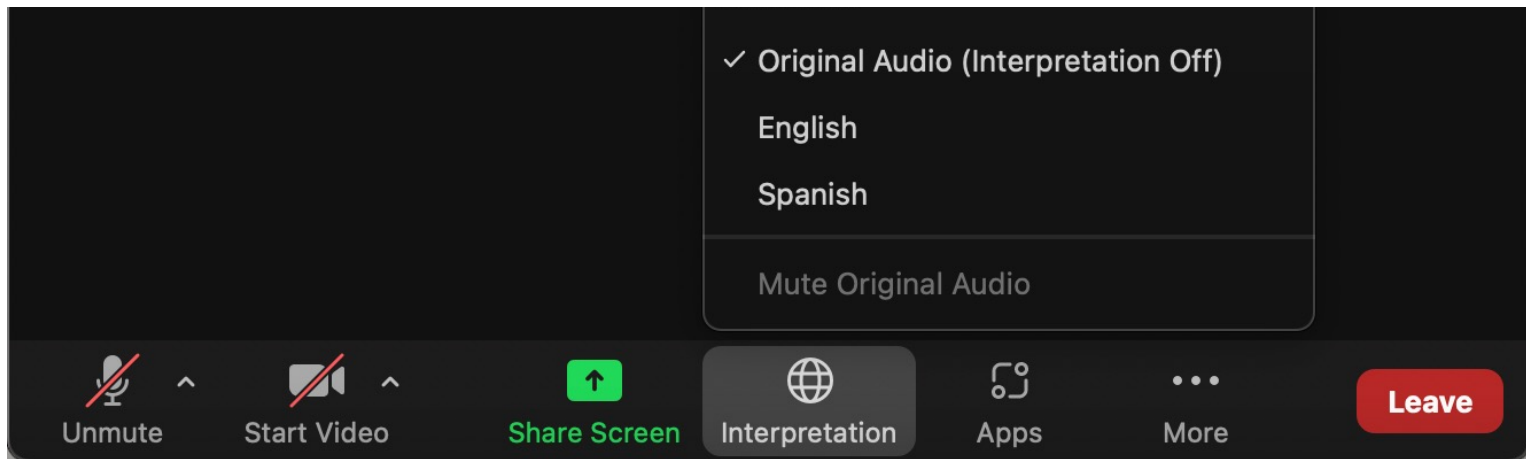 Original Audio (Interpretation Off)
English
Spanish
Mute Original Audio
Unmute
Start Video
Share Screen
Interpretation
Apps
More
Leave